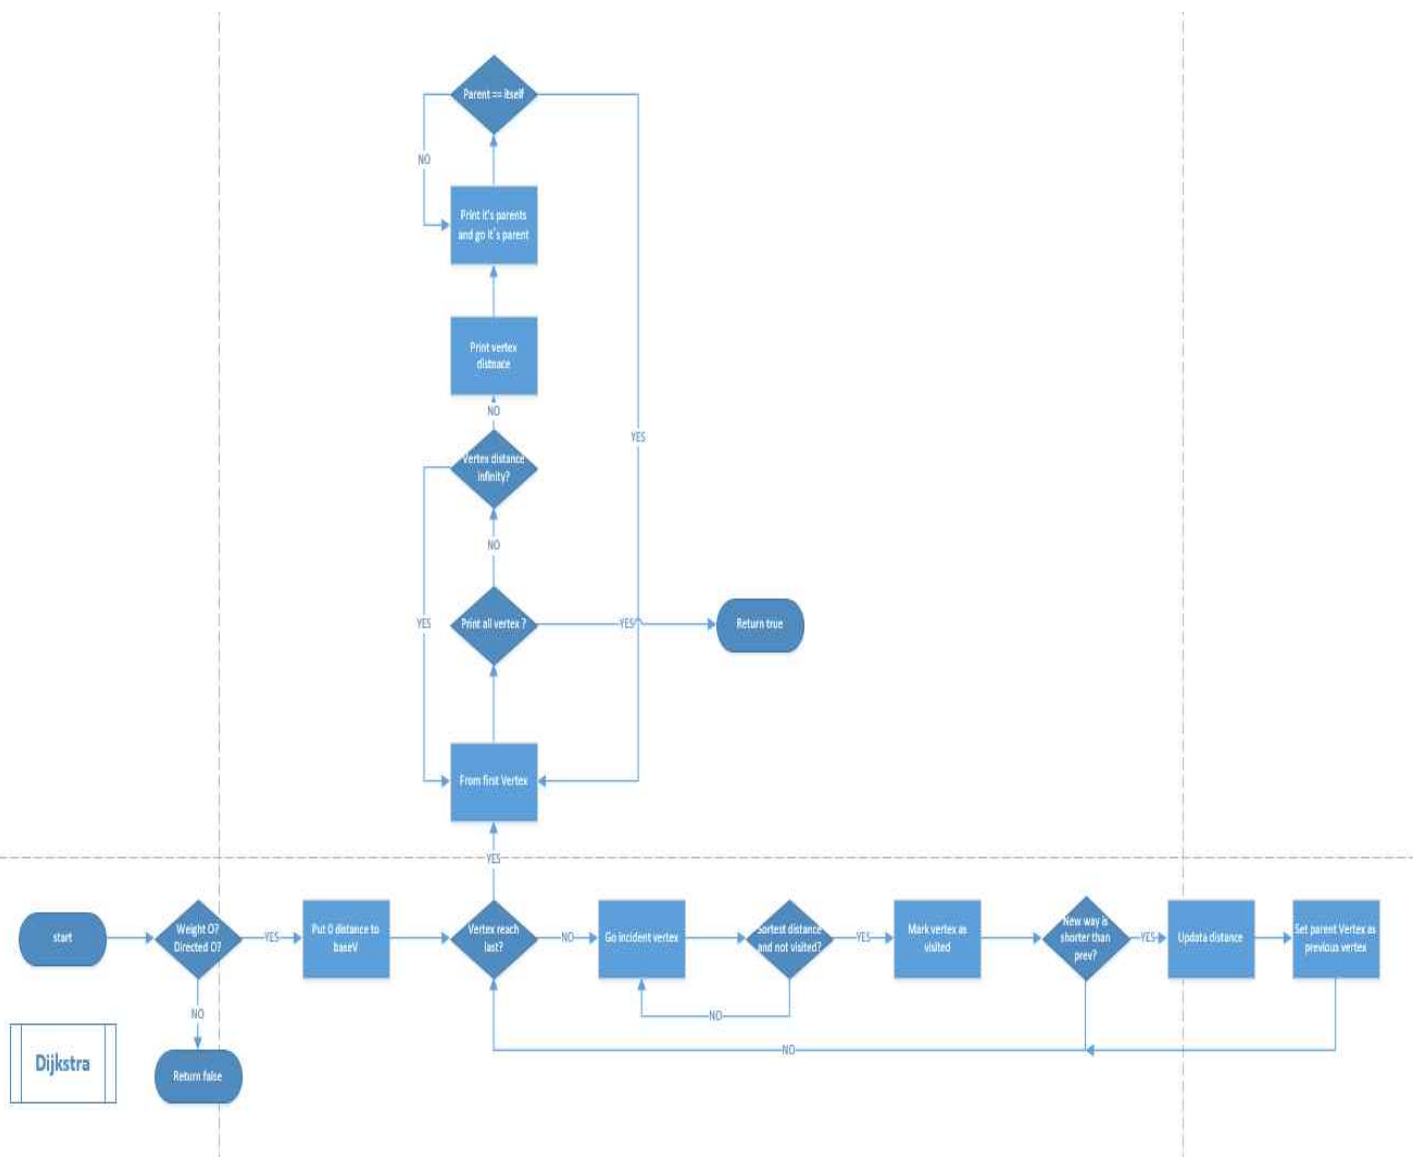 Parent == itself
NO
Print it's parents
and go it's parent
Print vertex
distnace
NO
YES
Vertex distance
infinity?
NO
YES
Print all vertex ?
YES
Return true
From first Vertex
YES
start
Weight O?
Directed O?
YES
Put 0 distance to
baseV
Vertex reach
last?
NO
Go incident vertex
Sortest distance
and not visited?
YES
Mark vertex as
visited
New way is
shorter than
prev?
YES
Updata distance
Set parent Vertex as
previous vertex
NO
NO
NO
Dijkstra
Return false